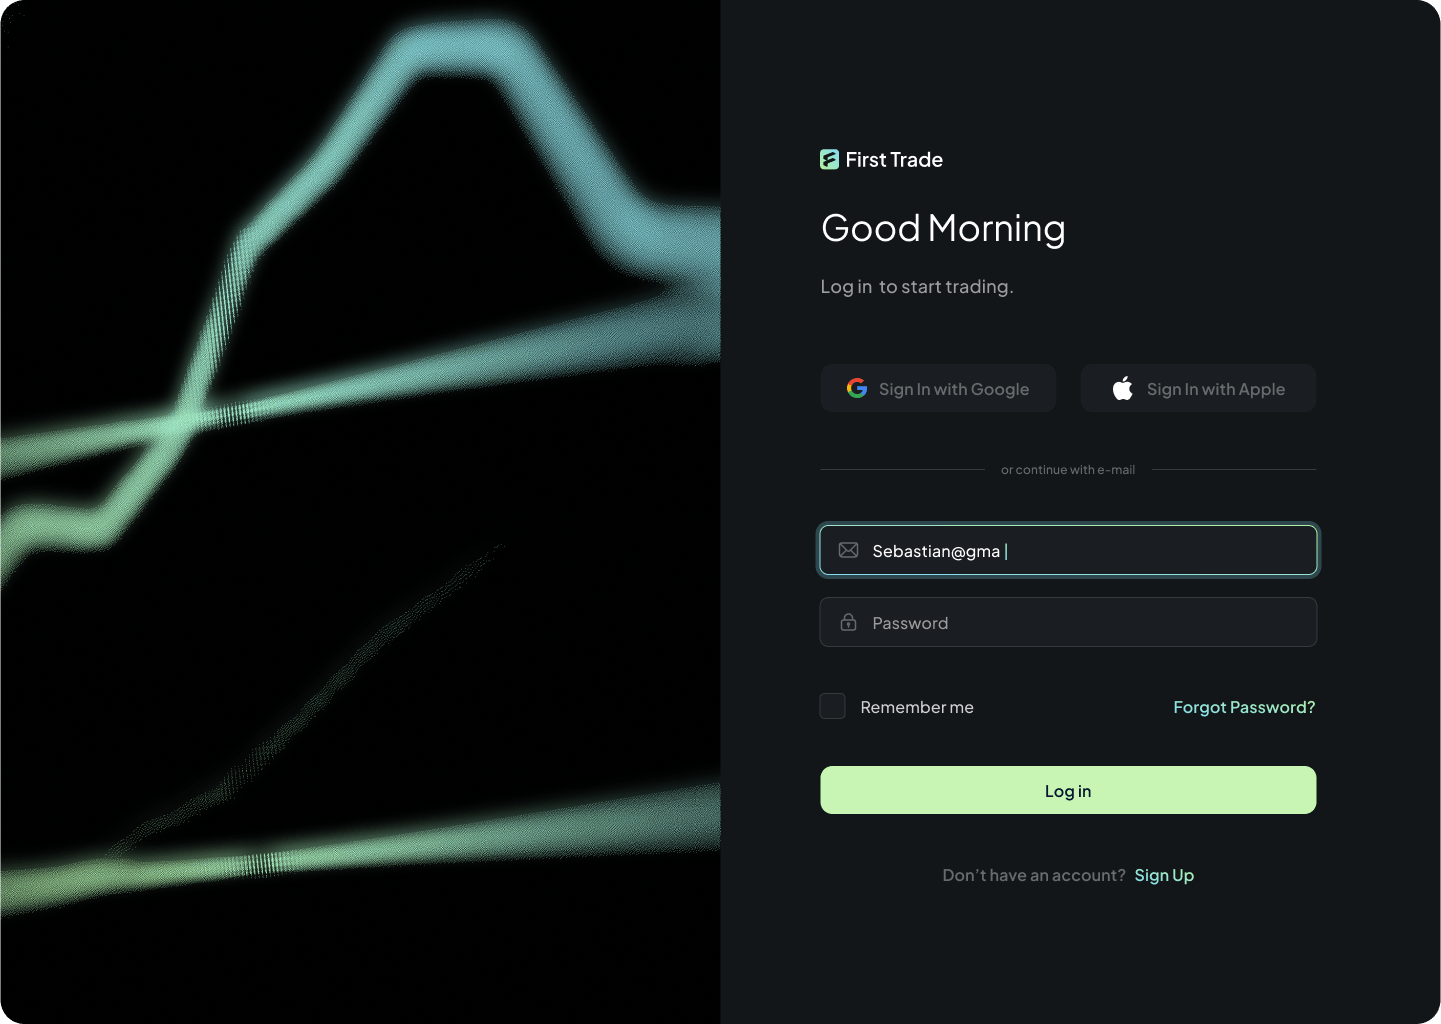 First Trade
Good Morning
Log in to start trading.
Sign In with Google
Sign In with Apple
or continue with e-mail
Sebastian@gma
Password
Remember me
Forgot Password?
Log in
Don’t have an account? Sign Up